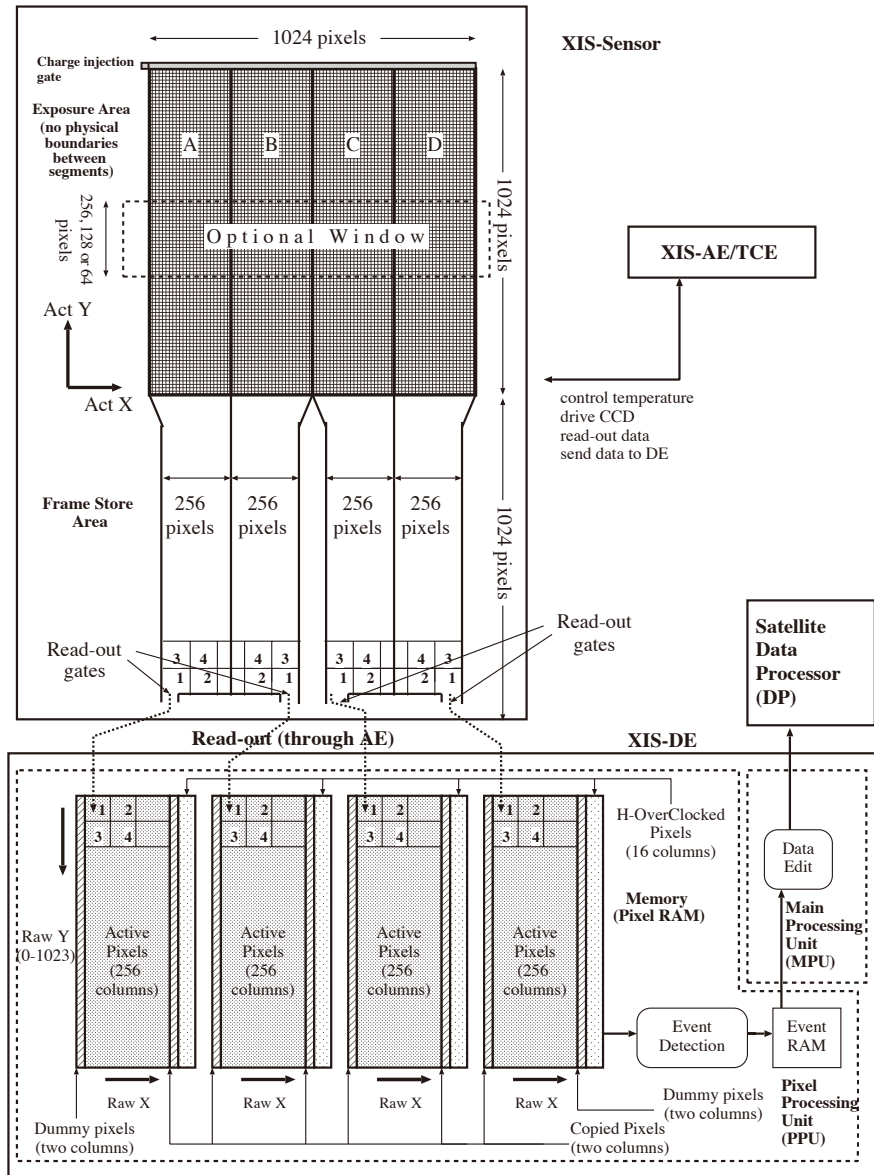 1024 pixels
XIS-Sensor
Charge injection
gate
Exposure Area
(no physical
boundaries
between
segments)
A
B
C
D
1024 pixels
256, 128 or 64
pixels
Optional Window
XIS-AE/TCE
Act Y
Act X
control temperature
drive CCD
read-out data
send data to DE
Frame Store
Area
256
pixels
256
pixels
256
pixels
256
pixels
1024 pixels
Read-out
gates
3 4 4 3
1 2 2 1
3 4 4 3
1 2 2 1
Read-out
gates
Satellite
Data
Processor
(DP)
Read-out (through AE)
XIS-DE
1 2
3 4
1 2
3 4
1 2
3 4
1 2
3 4
H-OverClocked
Pixels
(16 columns)
Data
Edit
Memory
(Pixel RAM)
Main
Processing
Unit
(MPU)
Raw Y
(0-1023)
Active
Pixels
(256
columns)
Active
Pixels
(256
columns)
Active
Pixels
(256
columns)
Active
Pixels
(256
columns)
Event
Detection
Event
RAM
Raw X
Raw X
Raw X
Raw X
Dummy pixels
(two columns)
Copied Pixels
(two columns)
Dummy pixels
(two columns)
Pixel
Processing
Unit
(PPU)